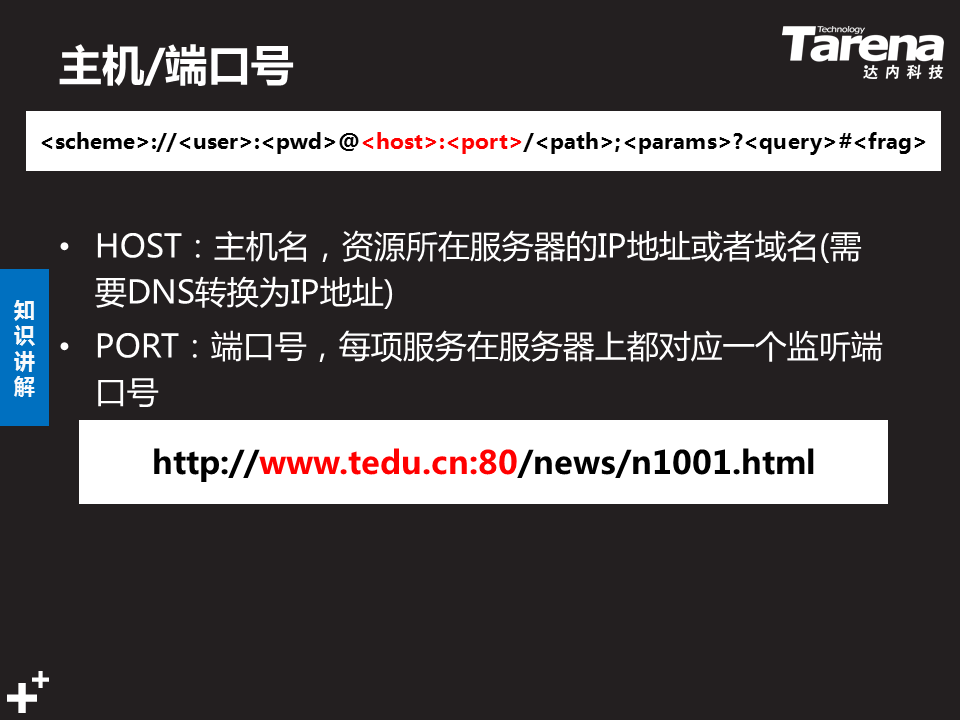 主机/端口号
Technology
Tarena
达内科技
<scheme>://<user>:<pwd>@<host>:<port>/<path>;<params>?<query>#<frag>
• HOST：主机名，资源所在服务器的IP地址或者域名(需
要DNS转换为IP地址)
• PORT：端口号，每项服务在服务器上都对应一个监听端
口号
知
识
讲
解
http://www.tedu.cn:80/news/n1001.html